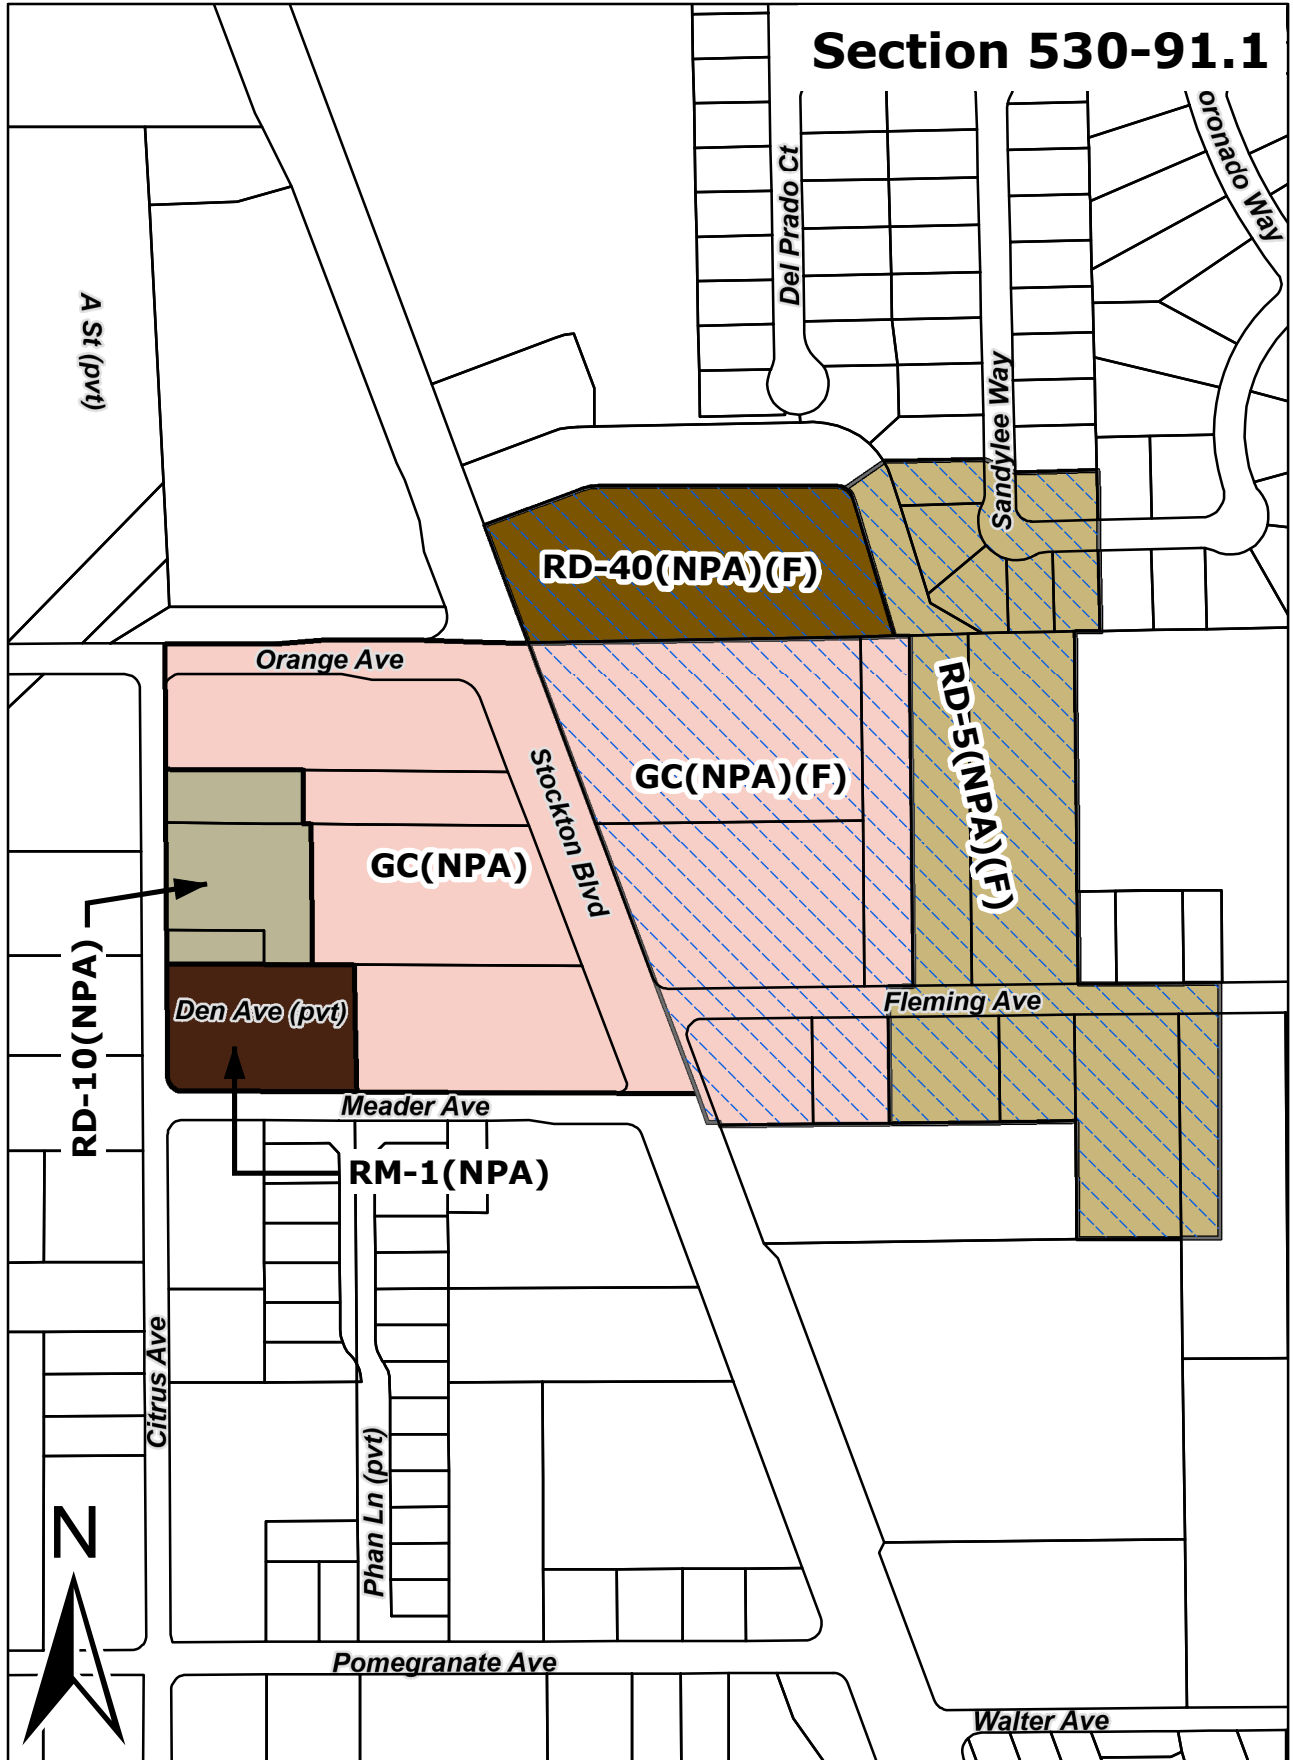 Section 530-91.1
oronado Way
Del Prado Ct
A St (pvt)
Sandylee Way
RD-40(NPA)(F)
Orange Ave
RD-5(NPA)(F)
GC(NPA)(F)
Stockton Blvd
GC(NPA)
RD-10(NPA)
Den Ave (pvt)
Fleming Ave
Meader Ave
RM-1(NPA)
Citrus Ave
Phan Ln (pvt)
N
Pomegranate Ave
Walter Ave